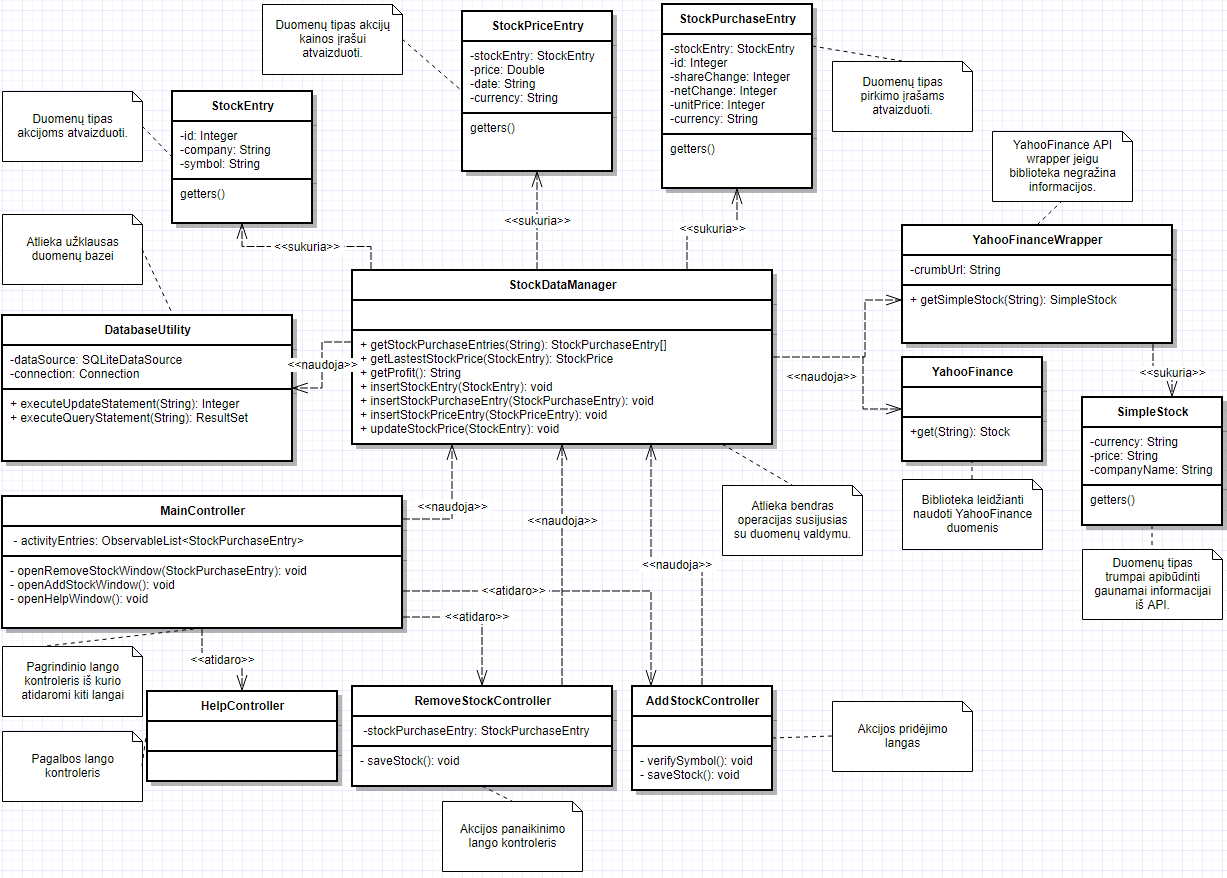 Duomenų tipas akcijų
kainos įrašui
atvaizduoti.
StockPriceEntry
-stockEntry: StockEntry
-price: Double
-date: String
-currency: String
getters()
StockPurchaseEntry
-stockEntry: StockEntry
-id: Integer
-shareChange: Integer
-netChange: Integer
-unitPrice: Integer
-currency: String
getters()
Duomenų tipas
pirkimo įrašams
atvaizduoti.
Duomenų tipas
akcijoms atvaizduoti.
StockEntry
-id: Integer
-company: String
-symbol: String
getters()
YahooFinance API
wrapper jeigu
biblioteka negražina
informacijos.
<<sukuria>>
<<sukuria>>
<<sukuria>>
Atlieka užklausas
duomenų bazei
YahooFinanceWrapper
-crumbUrl: String
+ getSimpleStock(String): SimpleStock
StockDataManager
+ getStockPurchaseEntries(String): StockPurchaseEntry[]
+ getLastestStockPrice(StockEntry): StockPrice
+ getProfit(): String
+ insertStockEntry(StockEntry): void
+ insertStockPurchaseEntry(StockPurchaseEntry): void
+ insertStockPriceEntry(StockPriceEntry): void
+ updateStockPrice(StockEntry): void
DatabaseUtility
-dataSource: SQLiteDataSource
-connection: Connection
+ executeUpdateStatement(String): Integer
+ executeQueryStatement(String): ResultSet
<<naudoja>>
<<naudoja>>
YahooFinance
+get(String): Stock
<<sukuria>>
SimpleStock
-currency: String
-price: String
-companyName: String
getters()
Biblioteka leidžianti
naudoti YahooFinance
duomenis
Duomenų tipas
trumpai apibūdinti
gaunamai informacijai
iš API.
Atlieka bendras
operacijas susijusias
su duomenų valdymu.
MainController
- activityEntries: ObservableList<StockPurchaseEntry>
- openRemoveStockWindow(StockPurchaseEntry): void
- openAddStockWindow(): void
- openHelpWindow(): void
<<naudoja>>
<<naudoja>>
<<naudoja>>
<<atidaro>>
<<atidaro>>
<<atidaro>>
Pagrindinio lango
kontroleris iš kurio
atidaromi kiti langai
HelpController
Pagalbos lango
kontroleris
RemoveStockController
-stockPurchaseEntry: StockPurchaseEntry
- saveStock(): void
AddStockController
- verifySymbol(): void
- saveStock(): void
Akcijos pridėjimo
langas
Akcijos panaikinimo
lango kontroleris